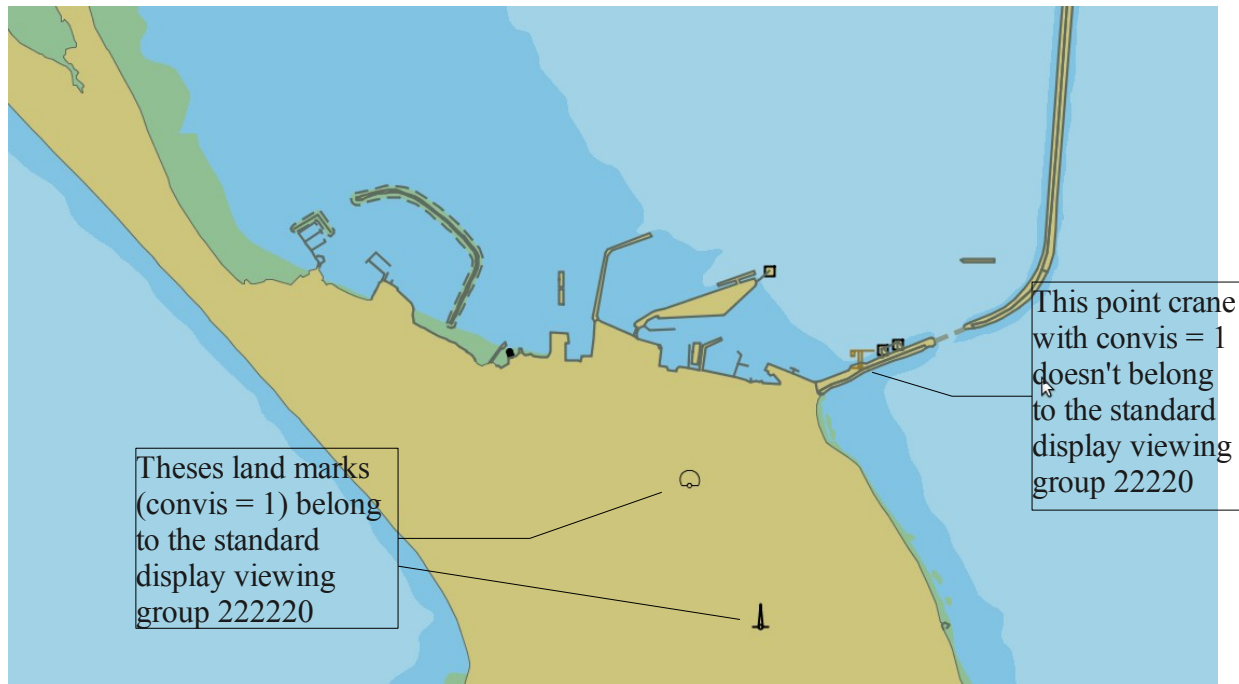 This point crane
with convis = 1
doesn't belong
to the standard
display viewing
group 22220
Theses land marks
(convis = 1) belong
to the standard
display viewing
group 222220